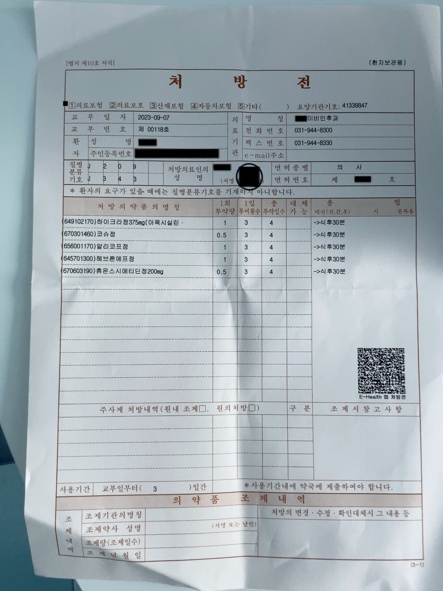 [별지 제10호 서식]
(환자보관용)
처 방 전
1 의료보험 2 의료보호 3 산재보험 4 자동차보험 5 기타( ) 요양기관기호: 41339847
교 부 일 자 2023-09-07
의 료 기 관 명 칭 이비인후과
교 부 번 호 제 00118호
전 화 번 호 031-944-8300
환 자 성 명
팩 스 번 호 031-944-8330
주민등록번호
e-mail주소
질병 분류 기호 J 2 0 9
J 3 4 3
처방의료인의 성 명
면 허 종 별 의 사
면 허 번 호 제 호
* 환자의 요구가 있을 때에는 질병분류기호를 기재하지 아니합니다.
처 방 의 약 품 의 명 칭 1회 투약량 1일 투여횟수 총 투약일수 대체 가능 용 법
(649102170)하이크라정375mg(아목시실린· 1 3 4 ->식후30분
(670301460)코슈정 0.5 3 4 ->식후30분
(656001170)알리코프정 1 3 4 ->식후30분
(645701300)헤브론에프정 1 3 4 ->식후30분
(670603190)휴온스시메티딘정200mg 0.5 3 4 ->식후30분
E-Health 앱 처방전
주사제 처방내역(원내 조제□, 원외처방□) 구 분 조 제 시 참 고 사 항
사용기간 교부일부터( 3 )일간 *사용기간내에 약국에 제출하여야 합니다.
의 약 품 조 제 내 역
조 제 내 역
조제기관의명칭
처방의 변경·수정·확인대체시 그 내용 등
조제약사 성명 (서명 또는 날인)
조제량(조제일수)
조 제 년 월 일